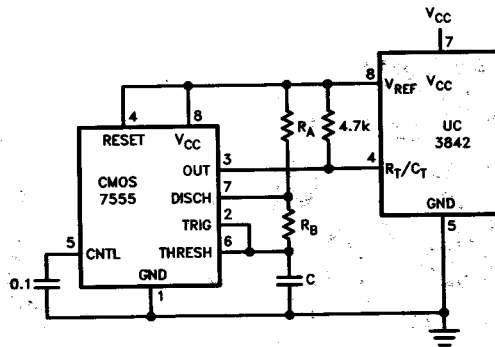 VCC
7
8
VREF
VCC
UC
3842
4
RT/CT
GND
5
4
8
RESET
VCC
RA
4.7k
OUT
3
CMOS
7555
DISCH
7
TRIG
2
RB
5
CNTL
THRESH
6
GND
1
0.1
C